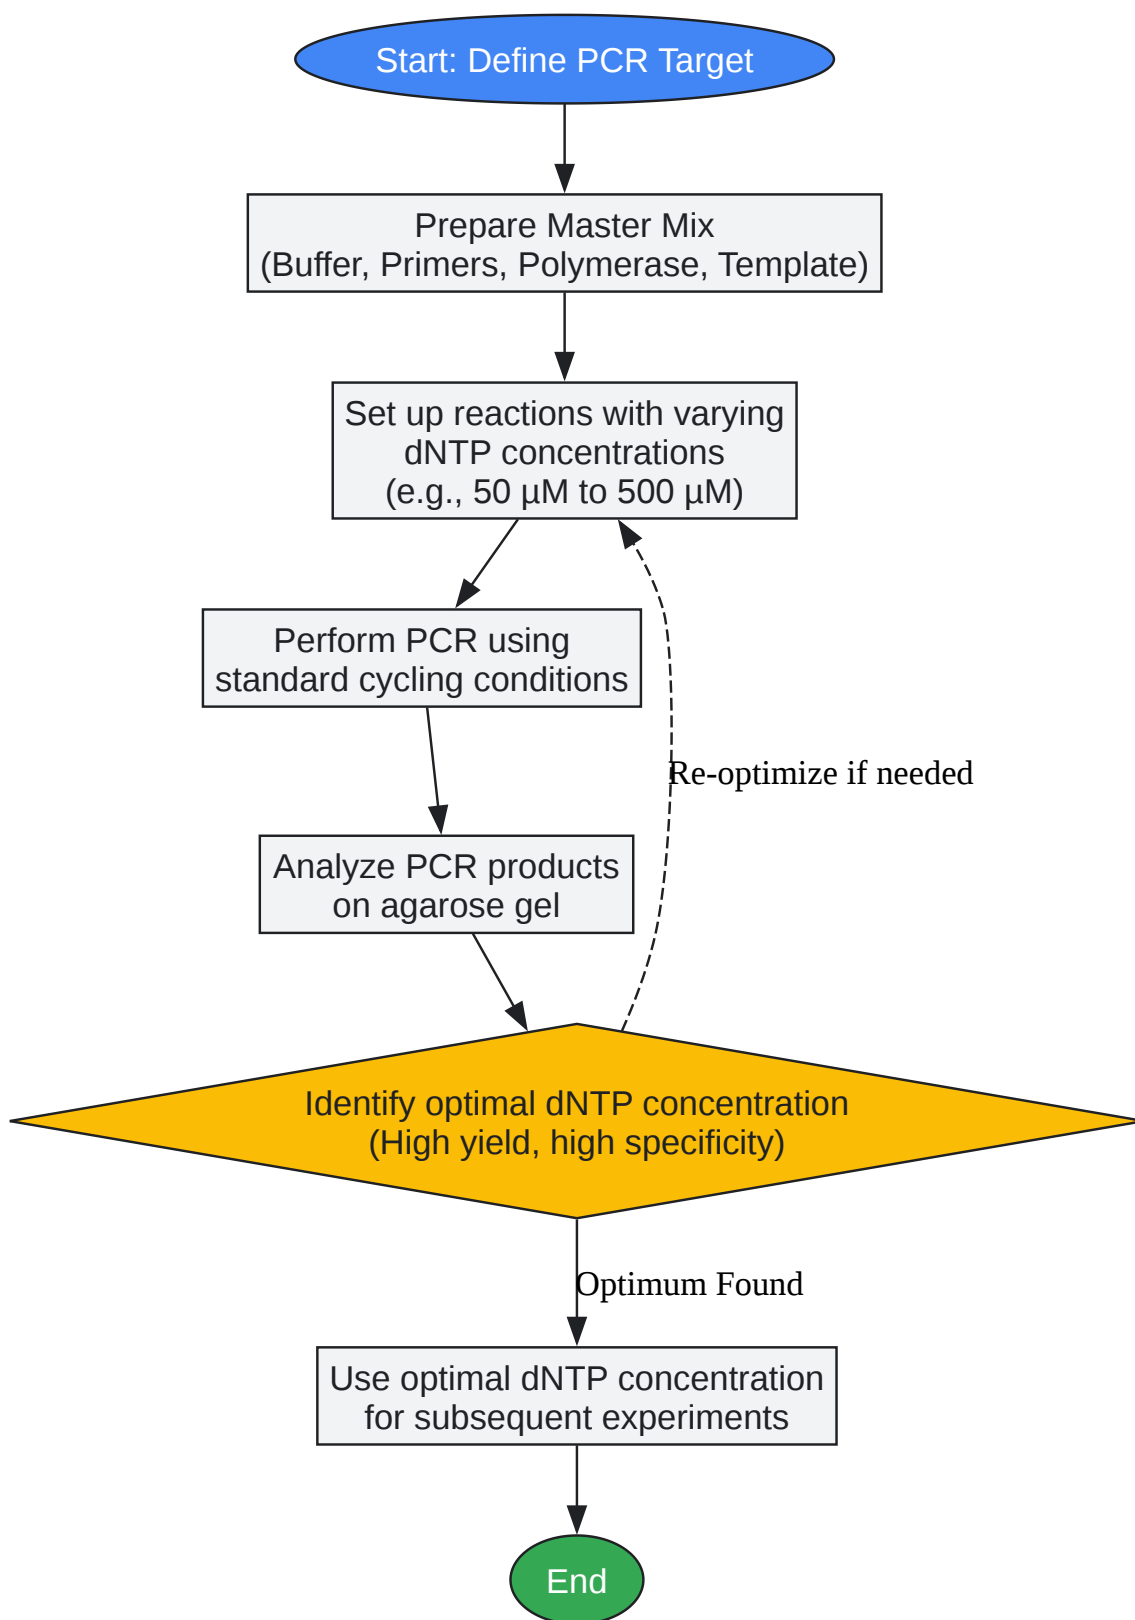 Start: Define PCR Target
Prepare Master Mix
(Buffer, Primers, Polymerase, Template)
Set up reactions with varying
dNTP concentrations
(e.g., 50 µM to 500 µM)
Perform PCR using
standard cycling conditions
Re-optimize if needed
Analyze PCR products
on agarose gel
Identify optimal dNTP concentration
(High yield, high specificity)
Optimum Found
Use optimal dNTP concentration
for subsequent experiments
End